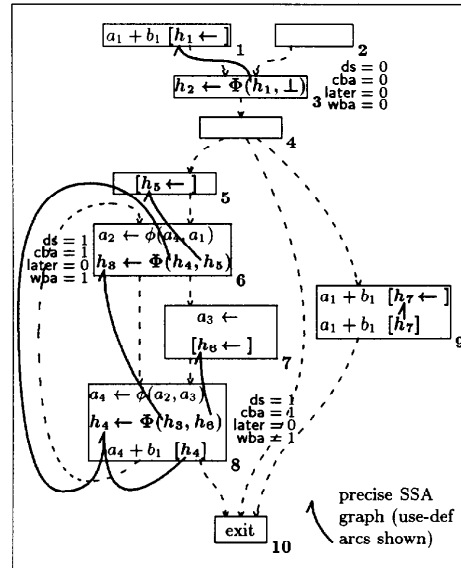 a₁ + b₁ [h₁ ←]
1
2
h₂ ← Φ(h₁, ⊥)
3
ds = 0
cba = 0
later = 0
wba = 0
4
[h₅ ←]
5
ds = 1
cba = 1
later = 0
wba = 1
a₂ ← φ(a₄, a₁)
h₃ ← Φ(h₄, h₅)
6
a₁ + b₁ [h₇ ←]
a₁ + b₁ [h₇]
9
a₃ ←
[h₆ ←]
7
a₄ ← φ(a₂, a₃)
h₄ ← Φ(h₃, h₆)
a₄ + b₁ [h₄]
8
ds = 1
cba = 1
later = 0
wba = 1
exit
10
precise SSA
graph (use-def
arcs shown)